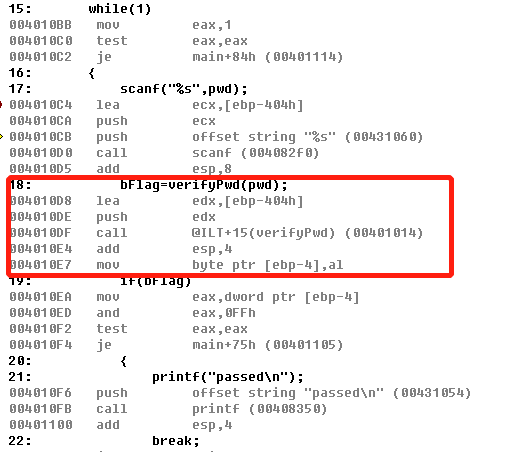 15:       while(1)
004010BB   mov         eax,1
004010C0   test        eax,eax
004010C2   je          main+84h (00401114)
16:       {
17:           scanf("%s",pwd);
004010C4   lea         ecx,[ebp-404h]
004010CA   push        ecx
004010CB   push        offset string "%s" (00431060)
004010D0   call        scanf (004082f0)
004010D5   add         esp,8
18:           bFlag=verifyPwd(pwd);
004010D8   lea         edx,[ebp-404h]
004010DE   push        edx
004010DF   call        @ILT+15(verifyPwd) (00401014)
004010E4   add         esp,4
004010E7   mov         byte ptr [ebp-4],al
19:           if(bFlag)
004010EA   mov         eax,dword ptr [ebp-4]
004010ED   and         eax,0FFh
004010F2   test        eax,eax
004010F4   je          main+75h (00401105)
20:           {
21:               printf("passed\n");
004010F6   push        offset string "passed\n" (00431054)
004010FB   call        printf (00408350)
00401100   add         esp,4
22:               break;